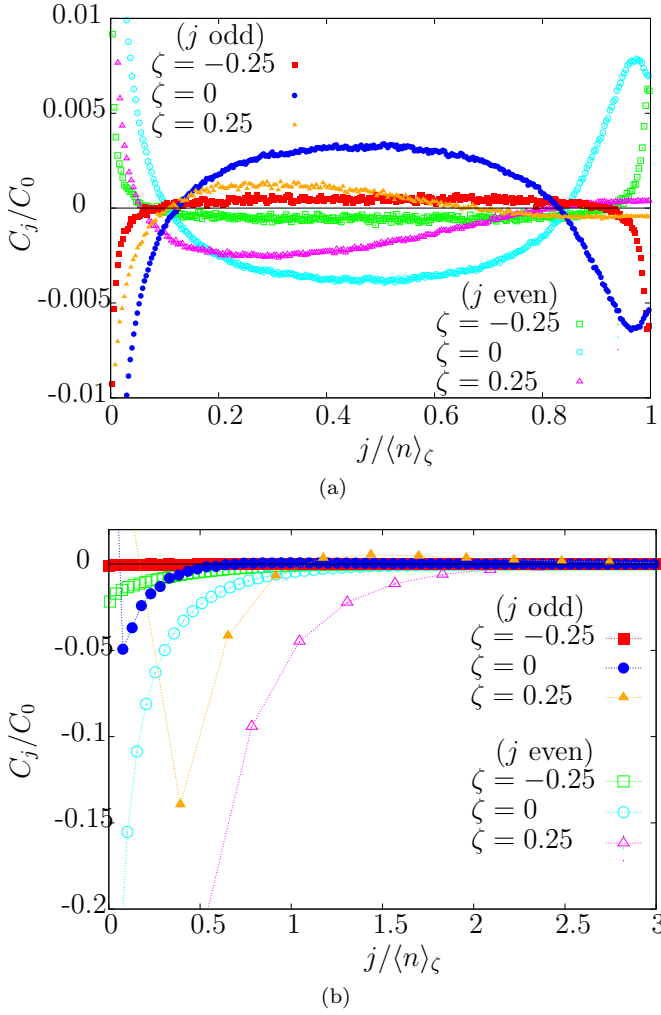 0.01
0.005
0
-0.005
-0.01
C_j/C_0
(j odd)
ζ = −0.25
ζ = 0
ζ = 0.25
(j even)
ζ = −0.25
ζ = 0
ζ = 0.25
0 0.2 0.4 0.6 0.8 1
j/⟨n⟩_ζ
(a)
0
-0.05
-0.1
-0.15
-0.2
C_j/C_0
(j odd)
ζ = −0.25
ζ = 0
ζ = 0.25
(j even)
ζ = −0.25
ζ = 0
ζ = 0.25
0 0.5 1 1.5 2 2.5 3
j/⟨n⟩_ζ
(b)